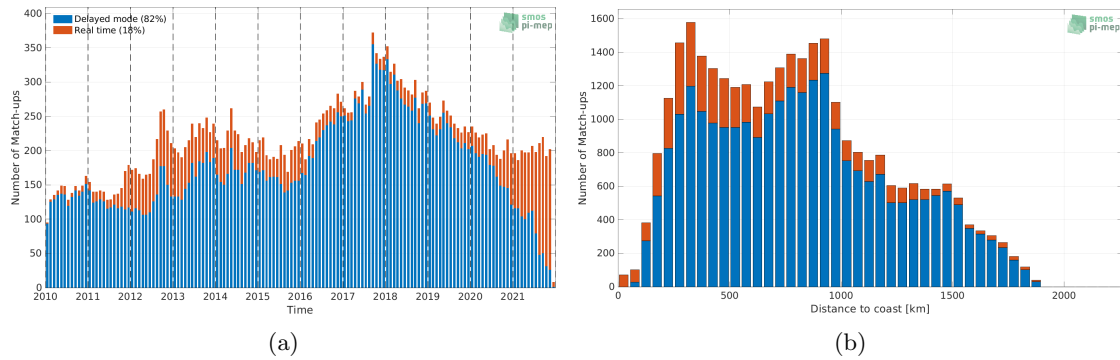 Delayed mode (82%)
Real time (18%)
smos
pi-mep
Number of Match-ups
400
350
300
250
200
150
100
50
0
2010 2011 2012 2013 2014 2015 2016 2017 2018 2019 2020 2021
Time
(a)
smos
pi-mep
Number of Match-ups
1600
1400
1200
1000
800
600
400
200
0
0 500 1000 1500 2000
Distance to coast [km]
(b)